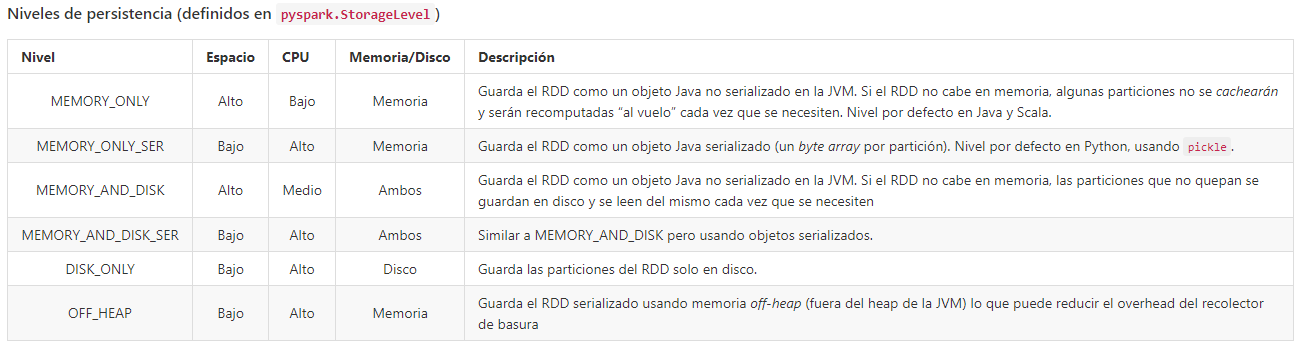 Niveles de persistencia (definidos en pyspark.StorageLevel )
Nivel Espacio CPU Memoria/Disco Descripción
MEMORY_ONLY Alto Bajo Memoria Guarda el RDD como un objeto Java no serializado en la JVM. Si el RDD no cabe en memoria, algunas particiones no se cachearán
y serán recomputadas “al vuelo” cada vez que se necesiten. Nivel por defecto en Java y Scala.
MEMORY_ONLY_SER Bajo Alto Memoria Guarda el RDD como un objeto Java serializado (un byte array por partición). Nivel por defecto en Python, usando pickle .
MEMORY_AND_DISK Alto Medio Ambos Guarda el RDD como un objeto Java no serializado en la JVM. Si el RDD no cabe en memoria, las particiones que no quepan se
guardan en disco y se leen del mismo cada vez que se necesiten
MEMORY_AND_DISK_SER Bajo Alto Ambos Similar a MEMORY_AND_DISK pero usando objetos serializados.
DISK_ONLY Bajo Alto Disco Guarda las particiones del RDD solo en disco.
OFF_HEAP Bajo Alto Memoria Guarda el RDD serializado usando memoria off-heap (fuera del heap de la JVM) lo que puede reducir el overhead del recolector
de basura